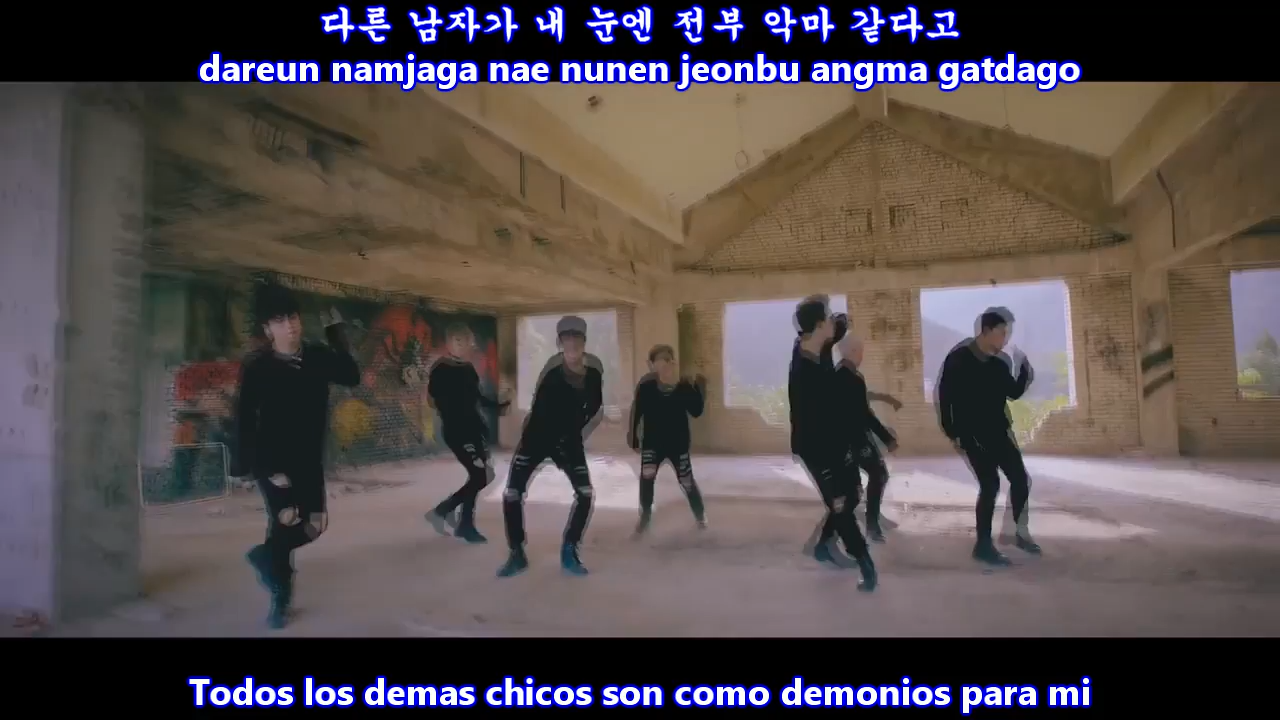 다른 남자가 내 눈엔 전부 악마 같다고
dareun namjaga nae nunen jeonbu angma gatdago
Todos los demas chicos son como demonios para mi